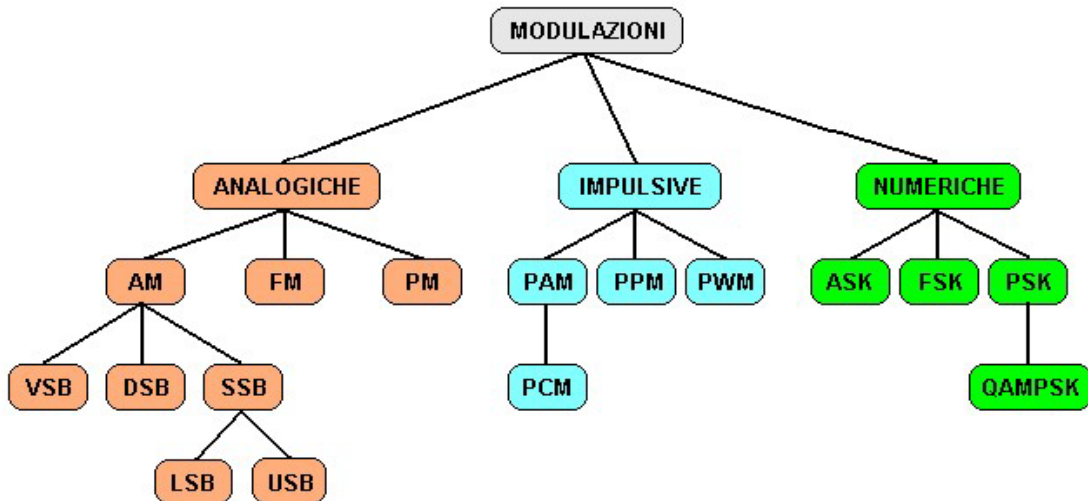 MODULAZIONI
ANALOGICHE IMPULSIVE NUMERICHE
AM FM PM PAM PPM PWM ASK FSK PSK
VSB DSB SSB PCM QAMPSK
LSB USB